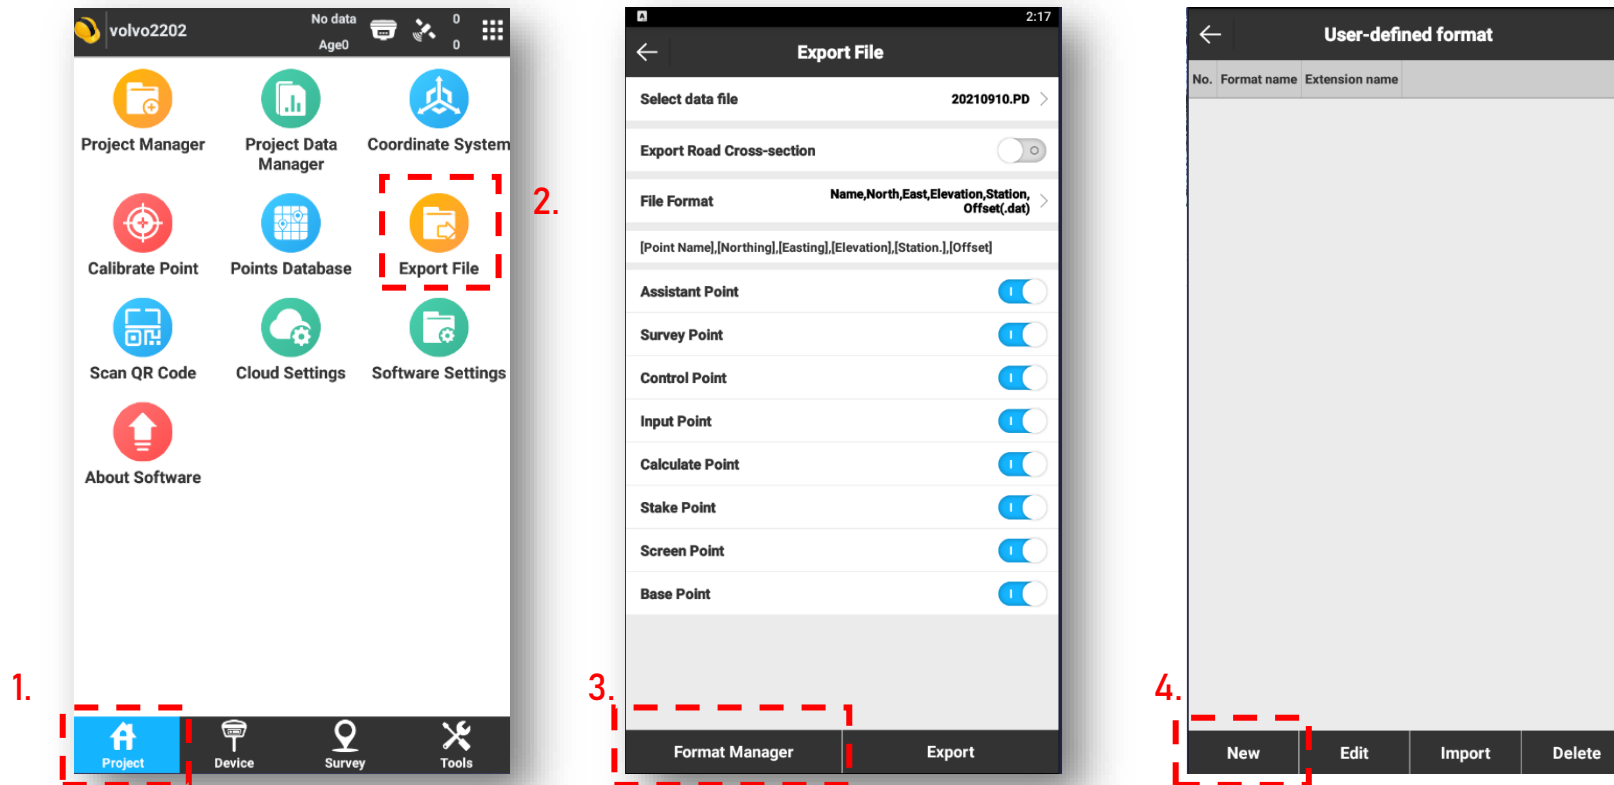 volvo2202
No data
Age0
0
0
Project Manager
Project Data
Manager
Coordinate System
Calibrate Point
Points Database
Export File
2.
Scan QR Code
Cloud Settings
Software Settings
About Software
1.
Project
Device
Survey
Tools
A
2:17
Export File
Select data file
20210910.PD
Export Road Cross-section
File Format
Name,North,East,Elevation,Station,
Offset(.dat)
[Point Name],[Northing],[Easting],[Elevation],[Station.],[Offset]
Assistant Point
Survey Point
Control Point
Input Point
Calculate Point
Stake Point
Screen Point
Base Point
3.
Format Manager
Export
User-defined format
No. Format name Extension name
4.
New
Edit
Import
Delete